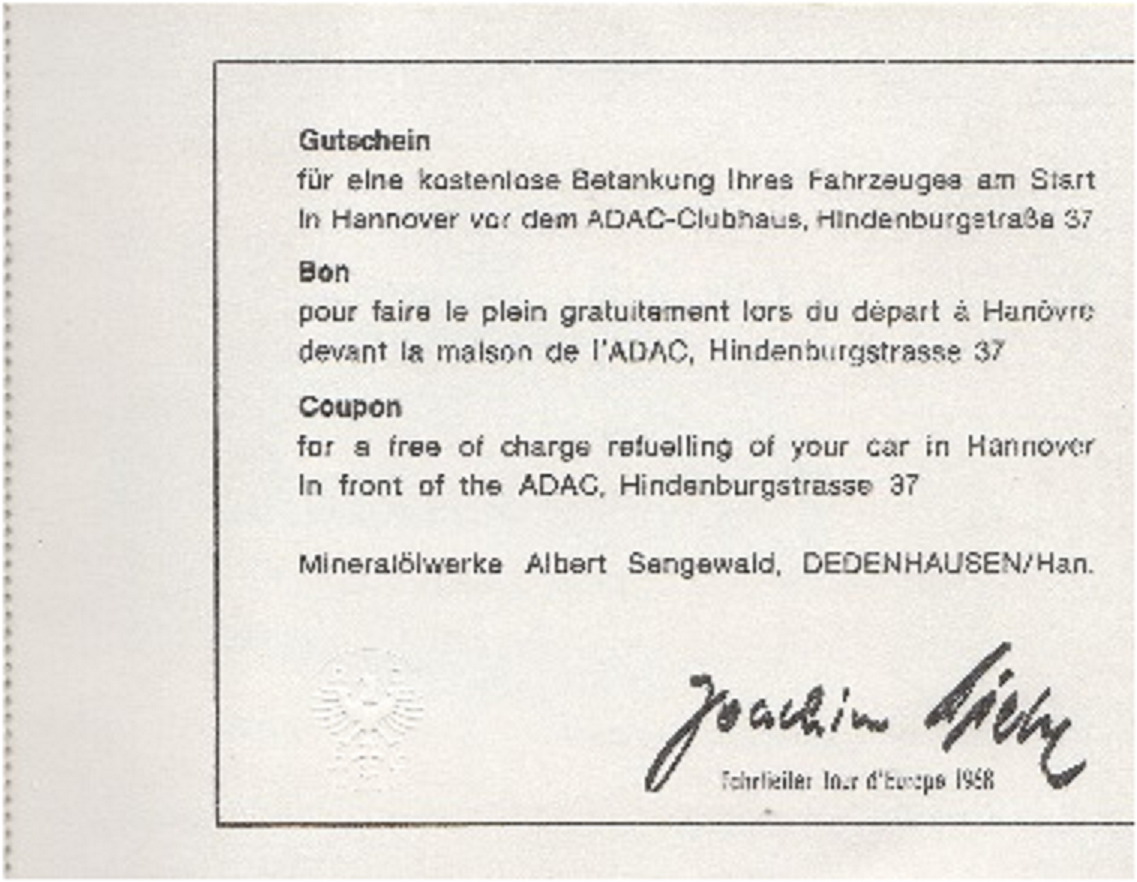 Gutschein
für eine kostenlose Betankung Ihres Fahrzeuges am Start
in Hannover vor dem ADAC-Clubhaus, Hindenburgstraße 37
Bon
pour faire le plein gratuitement lors du départ à Hanôvre
devant la maison de l'ADAC, Hindenburgstrasse 37
Coupon
for a free of charge refuelling of your car in Hannover
in front of the ADAC, Hindenburgstrasse 37
Mineralölwerke Albert Sengewald, DEDENHAUSEN/Han.
Joachim
Fahrtleiter Tour d'Europe 1968